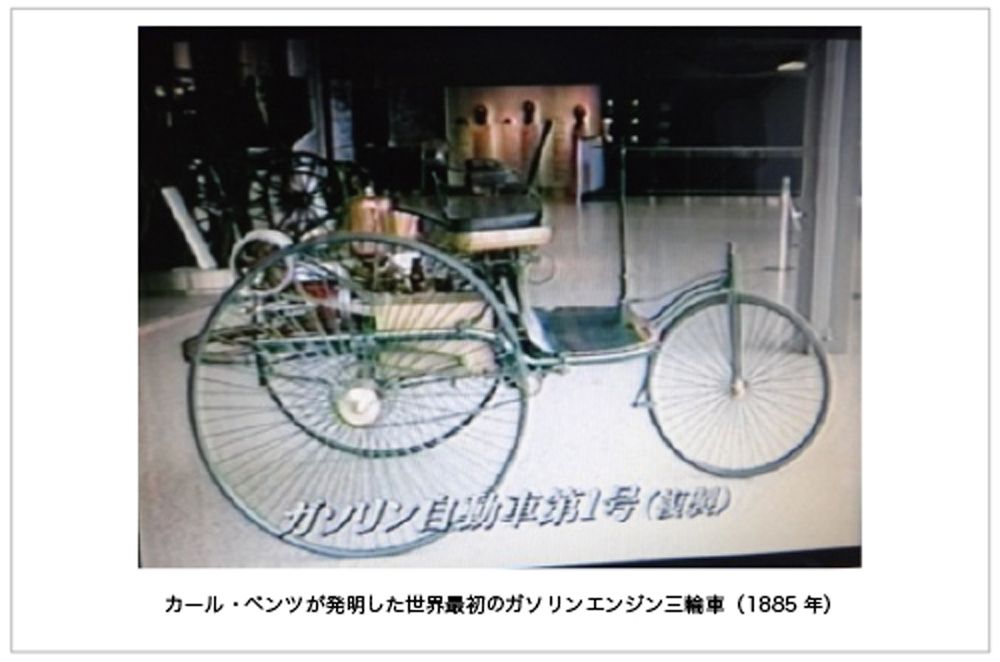 ガソリン自動車第1号(複製)
カール・ベンツが発明した世界最初のガソリンエンジン三輪車（1885 年）